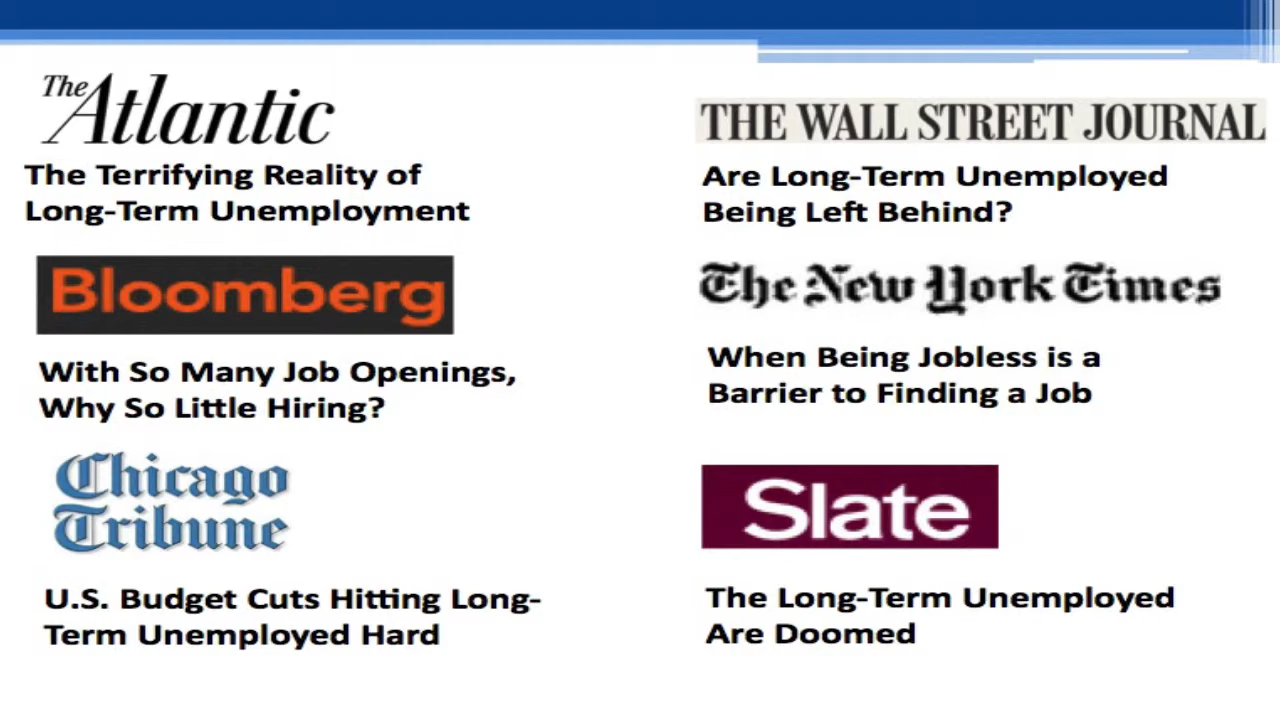 The Atlantic
The Terrifying Reality of
Long-Term Unemployment
Bloomberg
With So Many Job Openings,
Why So Little Hiring?
Chicago
Tribune
U.S. Budget Cuts Hitting Long-
Term Unemployed Hard
THE WALL STREET JOURNAL
Are Long-Term Unemployed
Being Left Behind?
The New York Times
When Being Jobless is a
Barrier to Finding a Job
Slate
The Long-Term Unemployed
Are Doomed